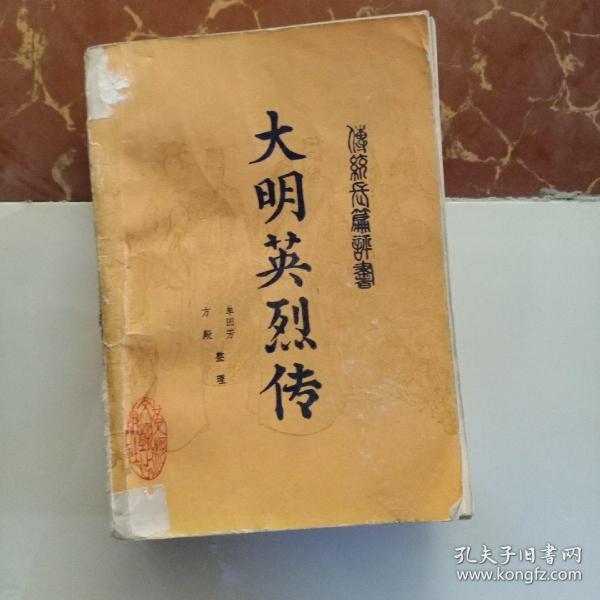 傳統長篇評書
大明英烈传
单田芳
方殿 整理
孔夫子旧书网
www.kongfz.com